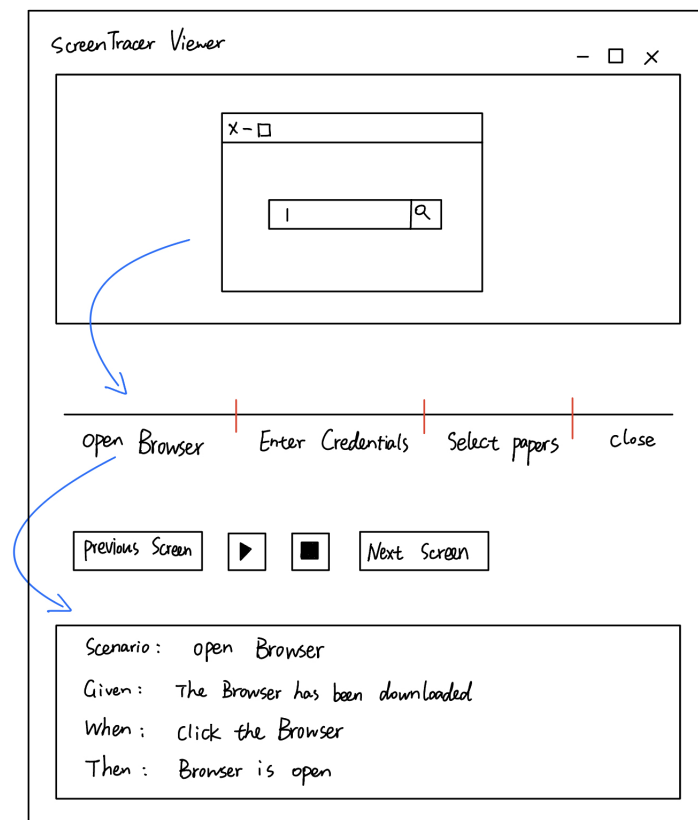 ScreenTracer Viewer
open Browser
Enter Credentials
Select papers
close
previous Screen
Next Screen
Scenario: open Browser
Given: The Browser has been downloaded
When: Click the Browser
Then: Browser is open